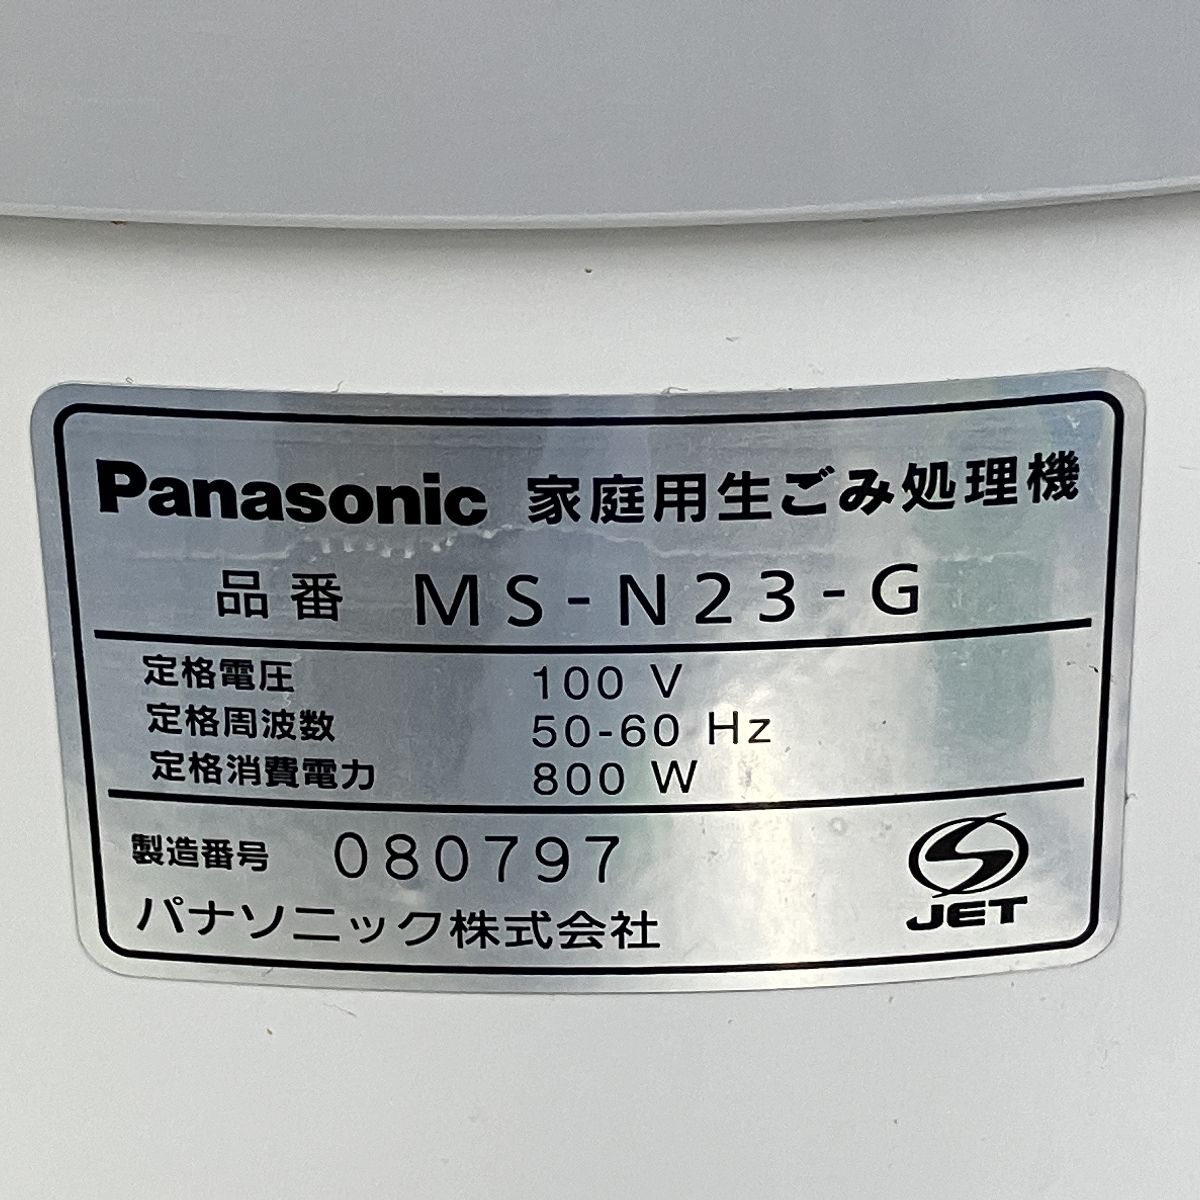 Panasonic 家庭用生ごみ処理機
品番 MS-N23-G
定格電圧 100 V
定格周波数 50-60 Hz
定格消費電力 800 W
製造番号 080797
パナソニック株式会社
JET